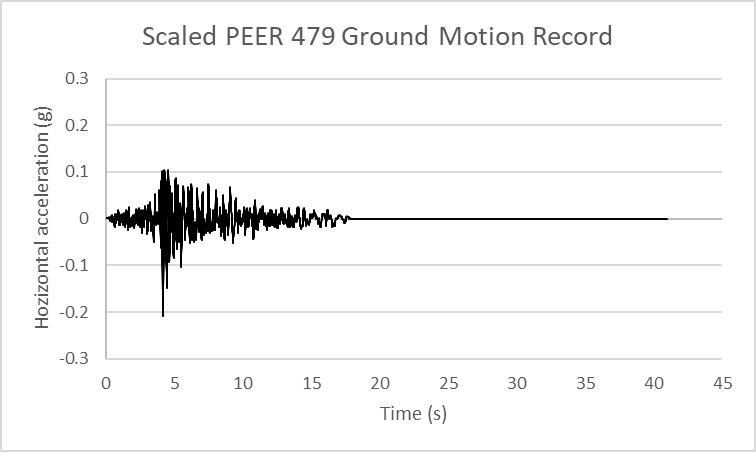 Scaled PEER 479 Ground Motion Record
Hozizontal acceleration (g)
0.3
0.2
0.1
0
-0.1
-0.2
-0.3
0 5 10 15 20 25 30 35 40 45
Time (s)